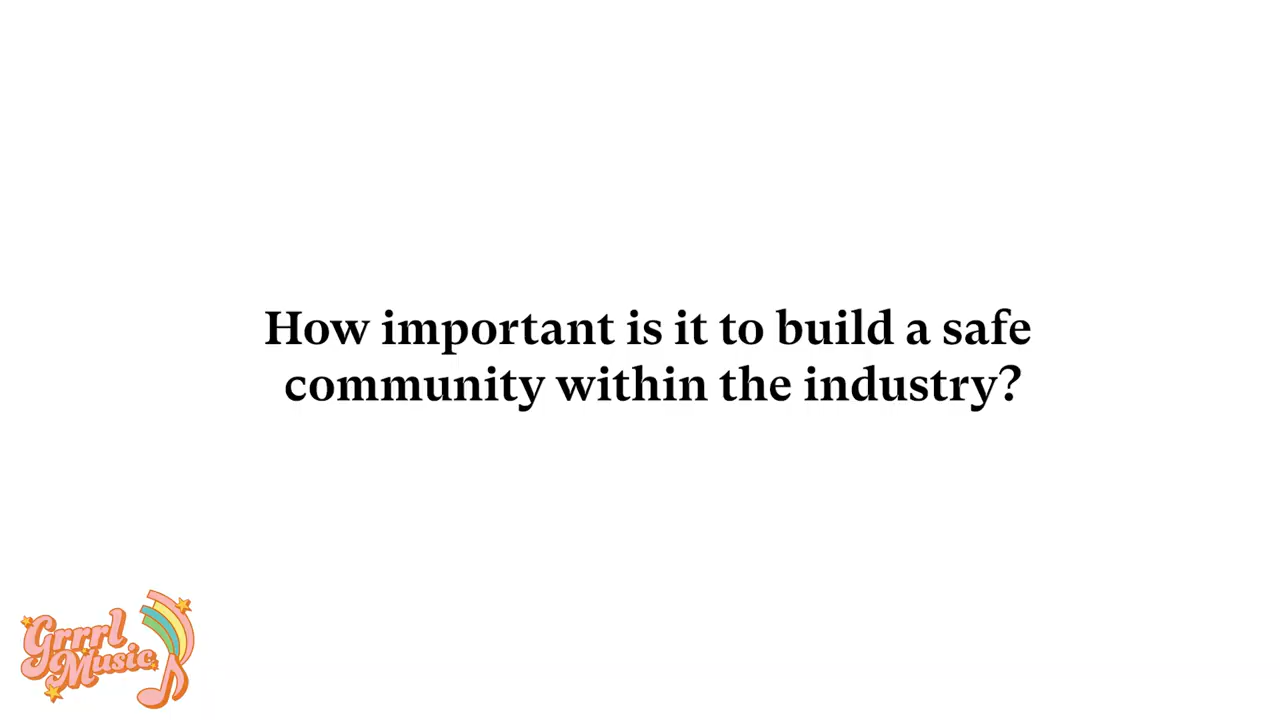 How important is it to build a safe
community within the industry?
Grrrl
Music